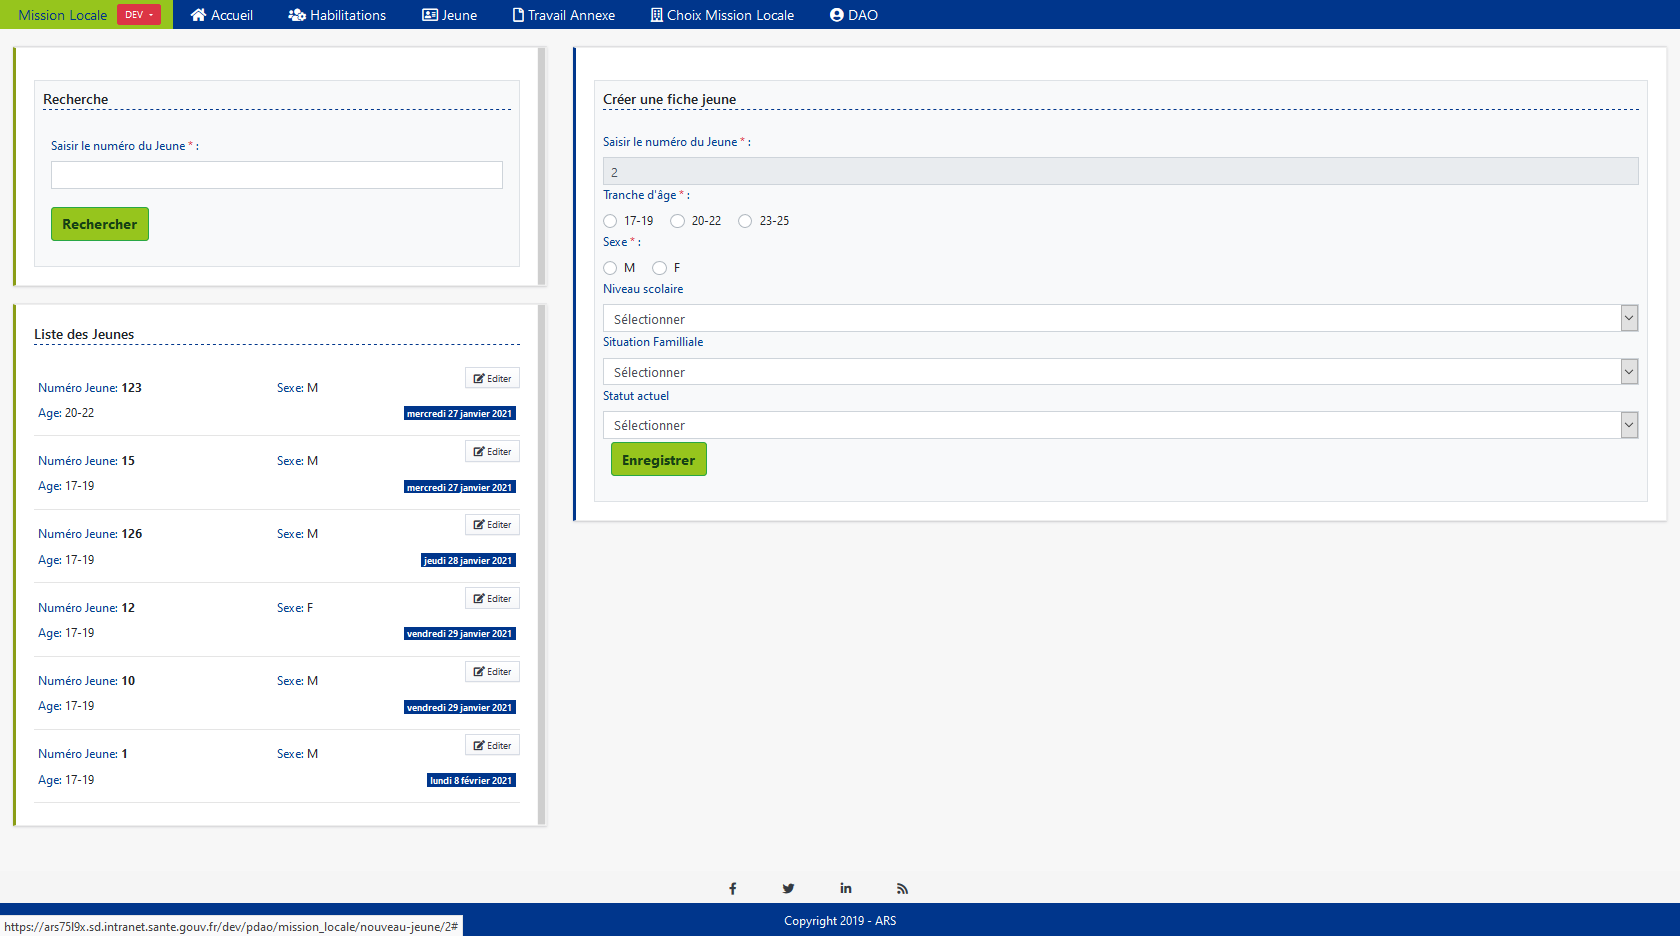 Mission Locale DEV Accueil Habilitations Jeune Travail Annexe Choix Mission Locale DAO
Recherche
Saisir le numéro du Jeune * :
Rechercher
Liste des Jeunes
Numéro Jeune: 123 Sexe: M Editer
Age: 20-22 mercredi 27 janvier 2021
Numéro Jeune: 15 Sexe: M Editer
Age: 17-19 mercredi 27 janvier 2021
Numéro Jeune: 126 Sexe: M Editer
Age: 17-19 jeudi 28 janvier 2021
Numéro Jeune: 12 Sexe: F Editer
Age: 17-19 vendredi 29 janvier 2021
Numéro Jeune: 10 Sexe: M Editer
Age: 17-19 vendredi 29 janvier 2021
Numéro Jeune: 1 Sexe: M Editer
Age: 17-19 lundi 8 février 2021
Créer une fiche jeune
Saisir le numéro du Jeune * :
2
Tranche d'âge * :
17-19 20-22 23-25
Sexe * :
M F
Niveau scolaire
Sélectionner
Situation Familliale
Sélectionner
Statut actuel
Sélectionner
Enregistrer
Copyright 2019 - ARS
https://ars75l9x.sd.intranet.sante.gouv.fr/dev/pdao/mission_locale/nouveau-jeune/2#